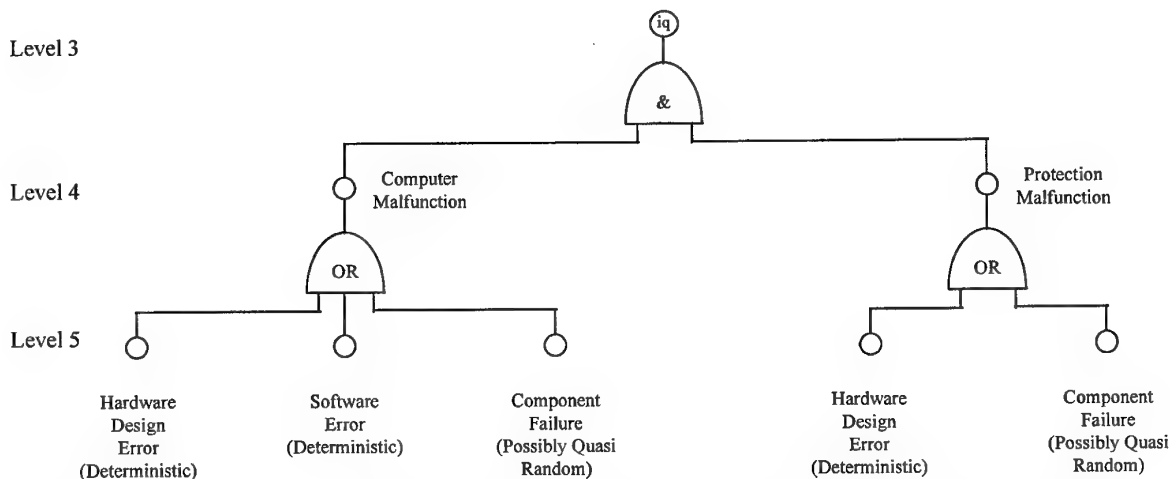 iq
Level 3
&
Level 4
Computer
Malfunction
Protection
Malfunction
OR
OR
Level 5
Hardware
Design
Error
(Deterministic)
Software
Error
(Deterministic)
Component
Failure
(Possibly Quasi
Random)
Hardware
Design
Error
(Deterministic)
Component
Failure
(Possibly Quasi
Random)